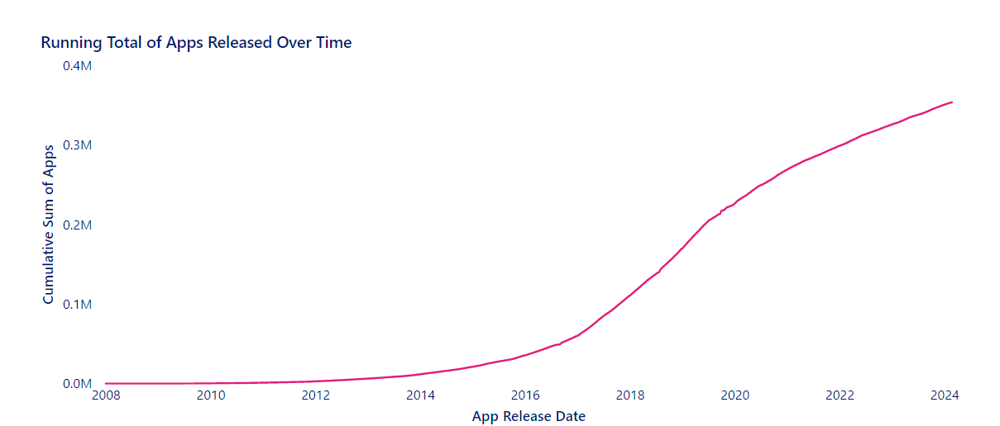 Running Total of Apps Released Over Time
0.4M
0.3M
0.2M
0.1M
0.0M
Cumulative Sum of Apps
2008 2010 2012 2014 2016 2018 2020 2022 2024
App Release Date